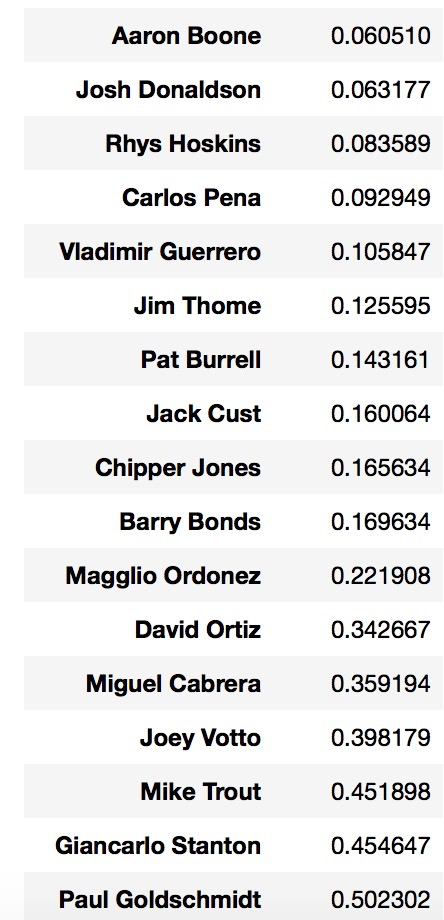 Aaron Boone 0.060510
Josh Donaldson 0.063177
Rhys Hoskins 0.083589
Carlos Pena 0.092949
Vladimir Guerrero 0.105847
Jim Thome 0.125595
Pat Burrell 0.143161
Jack Cust 0.160064
Chipper Jones 0.165634
Barry Bonds 0.169634
Magglio Ordonez 0.221908
David Ortiz 0.342667
Miguel Cabrera 0.359194
Joey Votto 0.398179
Mike Trout 0.451898
Giancarlo Stanton 0.454647
Paul Goldschmidt 0.502302